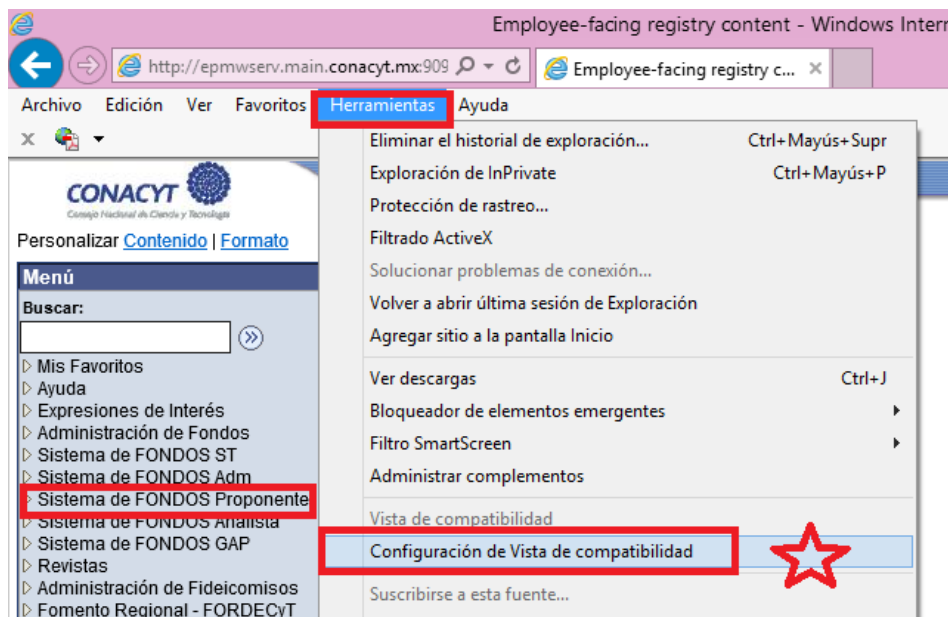 Employee-facing registry content - Windows Intern
http://epmwserv.main.conacyt.mx:909
Employee-facing registry c...
Archivo Edición Ver Favoritos Herramientas Ayuda
Eliminar el historial de exploración... Ctrl+Mayús+Supr
Exploración de InPrivate Ctrl+Mayús+P
Protección de rastreo...
Filtrado ActiveX
Solucionar problemas de conexión...
Volver a abrir última sesión de Exploración
Agregar sitio a la pantalla Inicio
Ver descargas Ctrl+J
Bloqueador de elementos emergentes
Filtro SmartScreen
Administrar complementos
Vista de compatibilidad
Configuración de Vista de compatibilidad
Suscribirse a esta fuente...
CONACYT
Consejo Nacional de Ciencia y Tecnología
Personalizar Contenido | Formato
Menú
Buscar:
Mis Favoritos
Ayuda
Expresiones de Interés
Administración de Fondos
Sistema de FONDOS ST
Sistema de FONDOS Adm
Sistema de FONDOS Proponente
Sistema de FONDOS Analista
Sistema de FONDOS GAP
Revistas
Administración de Fideicomisos
Fomento Regional - FORDECyT